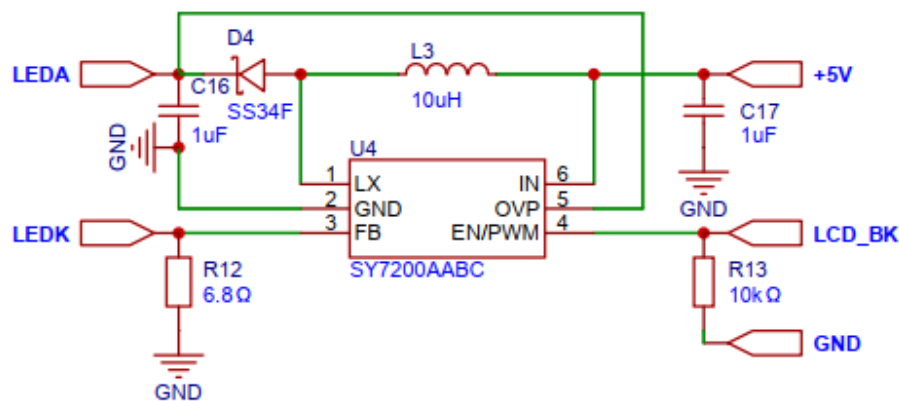 D4
LEDA
C16
1uF
SS34F
GND
L3
10uH
+5V
C17
1uF
GND
U4
1 LX IN 6
2 GND OVP 5
3 FB EN/PWM 4
SY7200AABC
LEDK
R12
6.8Ω
GND
LCD_BK
R13
10kΩ
GND